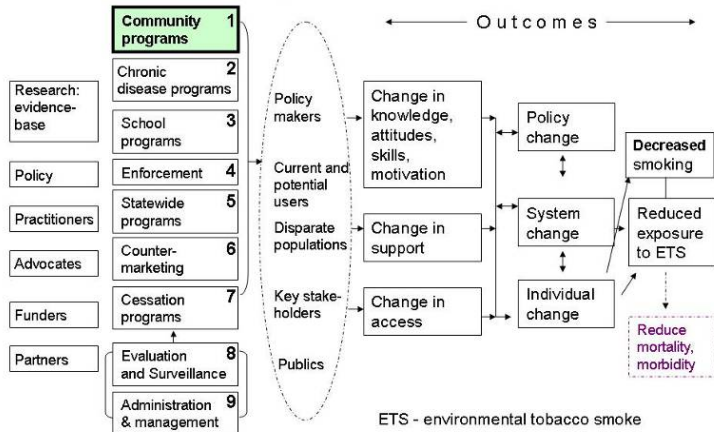 Outcomes
Research:
evidence-
base
Policy
Practitioners
Advocates
Funders
Partners
Community 1
programs
Chronic 2
disease programs
School 3
programs
Enforcement 4
Statewide 5
programs
Counter- 6
marketing
Cessation 7
programs
Evaluation 8
and Surveillance
Administration 9
& management
Policy
makers
Current and
potential
users
Disparate
populations
Key stake-
holders
Publics
Change in
knowledge,
attitudes,
skills,
motivation
Change in
support
Change in
access
Policy
change
System
change
Individual
change
Decreased
smoking
Reduced
exposure
to ETS
Reduce
mortality,
morbidity
ETS - environmental tobacco smoke